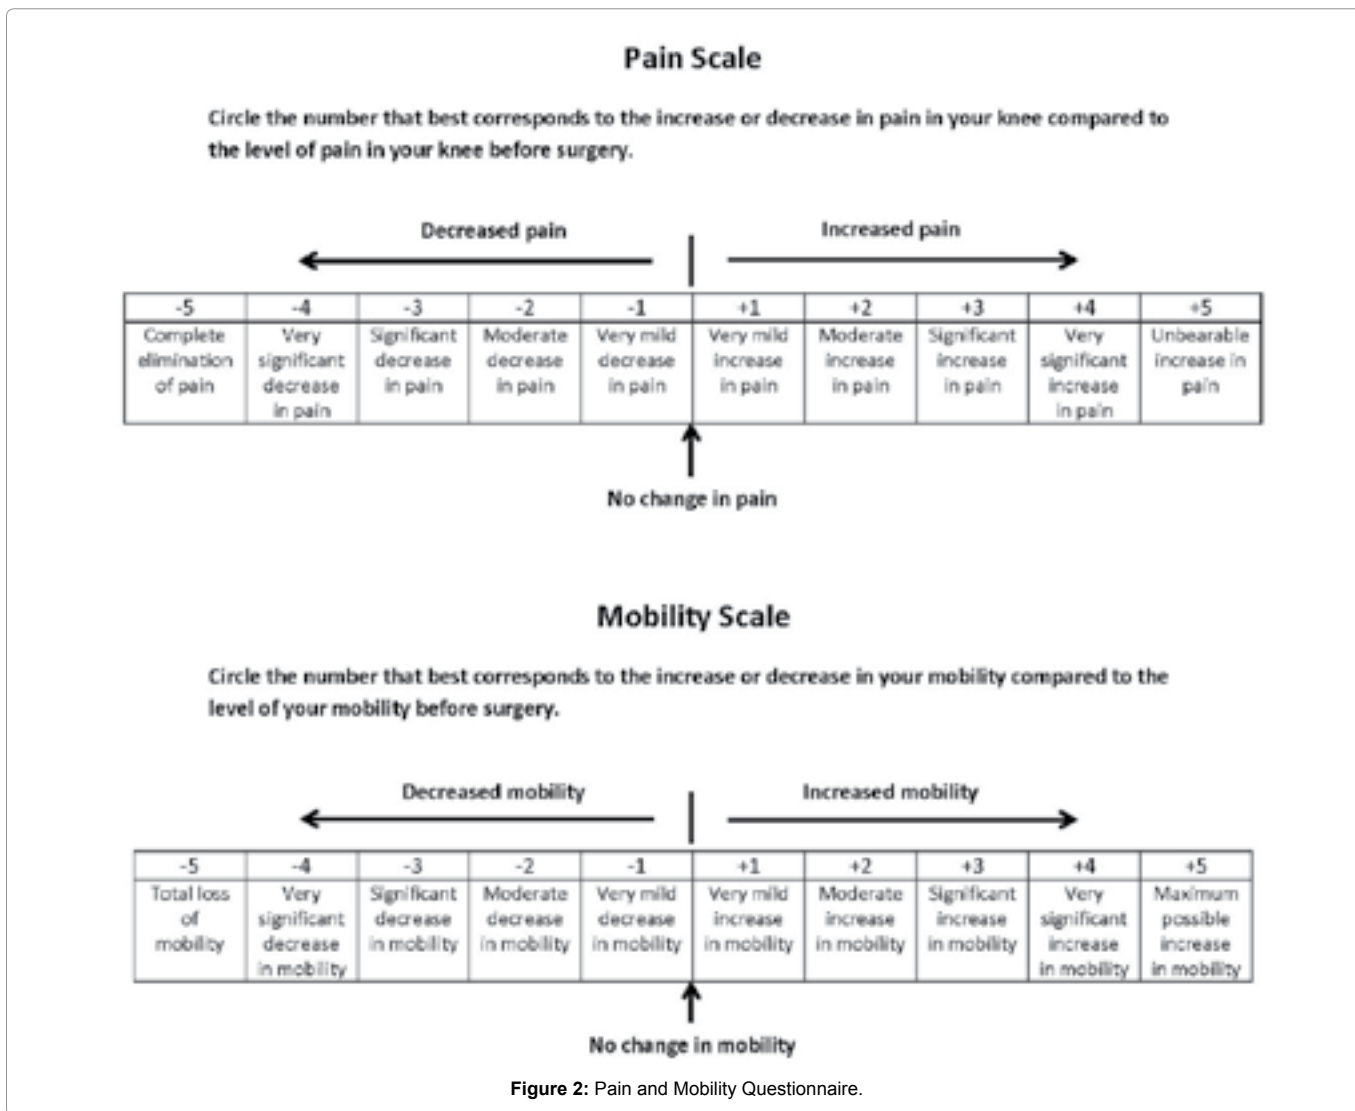 Pain Scale
Circle the number that best corresponds to the increase or decrease in pain in your knee compared to
the level of pain in your knee before surgery.
Decreased pain
Increased pain
-5 -4 -3 -2 -1 +1 +2 +3 +4 +5
Complete Very Significant Moderate Very mild Very mild Moderate Significant Very Unbearable
elimination significant decrease decrease decrease increase increase increase significant increase in
of pain decrease in pain in pain in pain in pain in pain in pain increase pain
in pain in pain
No change in pain
Mobility Scale
Circle the number that best corresponds to the increase or decrease in your mobility compared to the
level of your mobility before surgery.
Decreased mobility
Increased mobility
-5 -4 -3 -2 -1 +1 +2 +3 +4 +5
Total loss Very Significant Moderate Very mild Very mild Moderate Significant Very Maximum
of significant decrease decrease decrease increase increase increase significant possible
mobility decrease in mobility in mobility in mobility in mobility in mobility in mobility increase increase
in mobility in mobility in mobility
No change in mobility
Figure 2: Pain and Mobility Questionnaire.